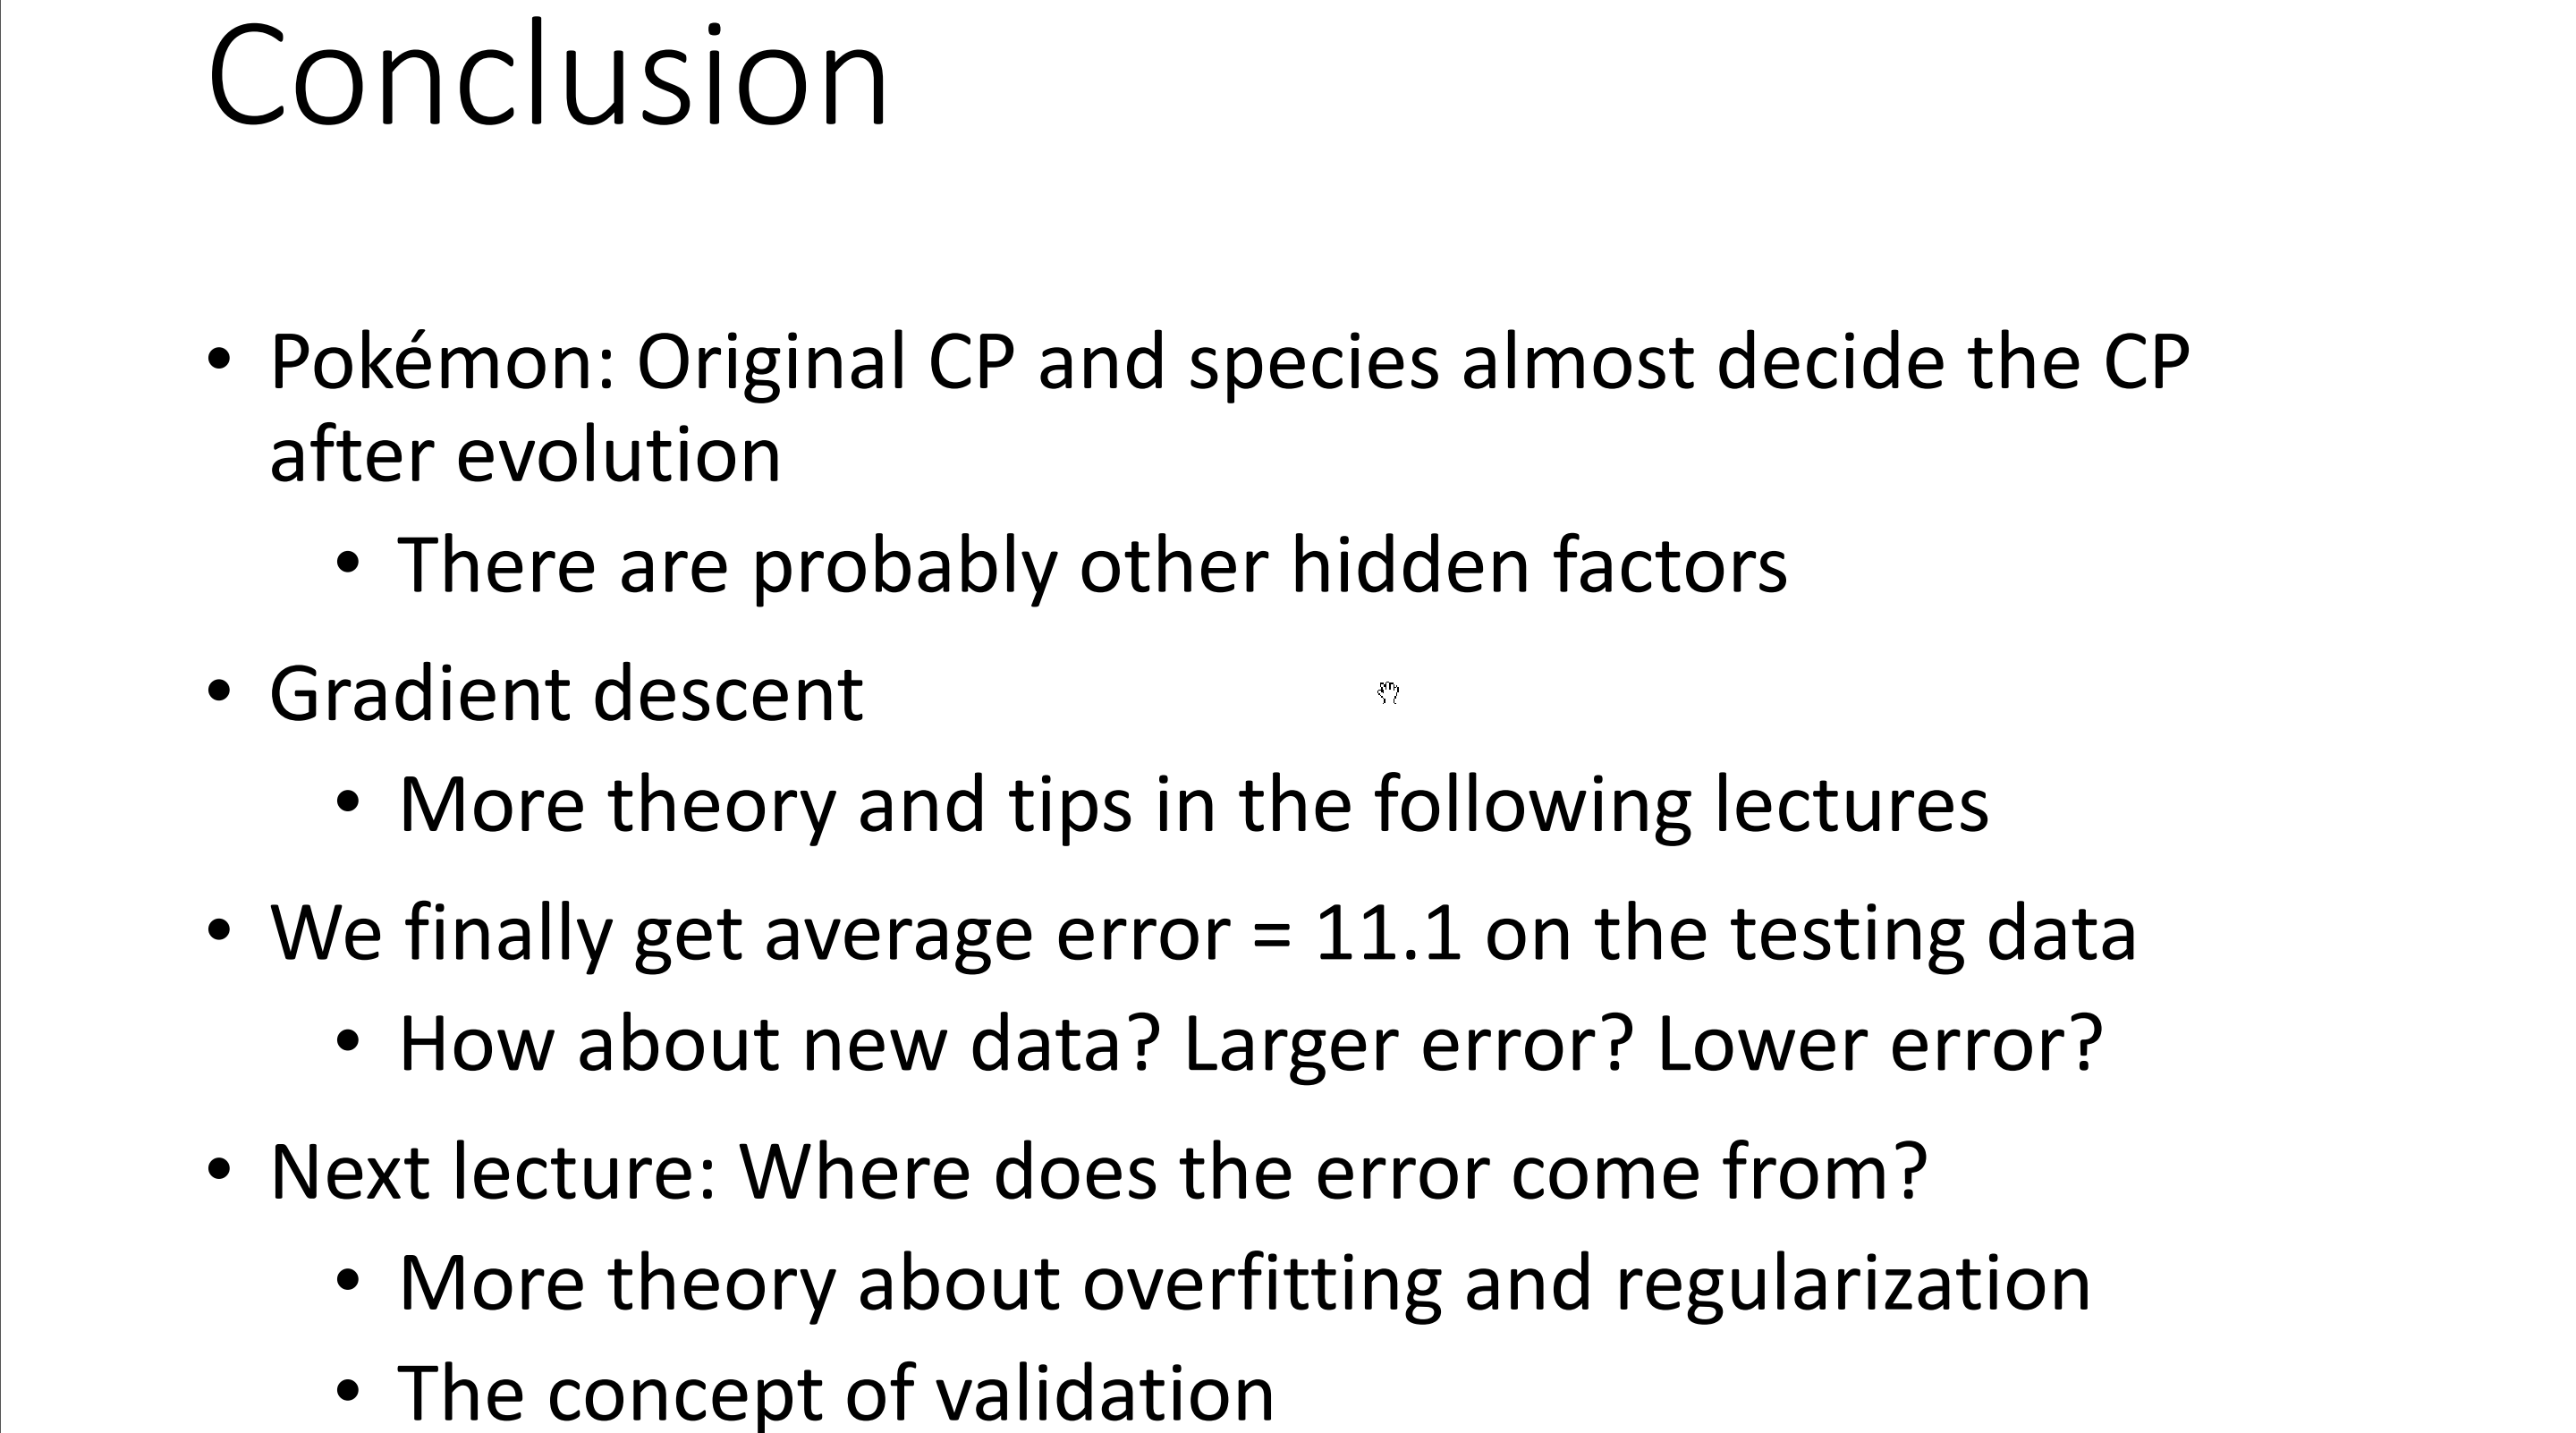 Conclusion
• Pokémon: Original CP and species almost decide the CP
after evolution
• There are probably other hidden factors
• Gradient descent
• More theory and tips in the following lectures
• We finally get average error = 11.1 on the testing data
• How about new data? Larger error? Lower error?
• Next lecture: Where does the error come from?
• More theory about overfitting and regularization
• The concept of validation